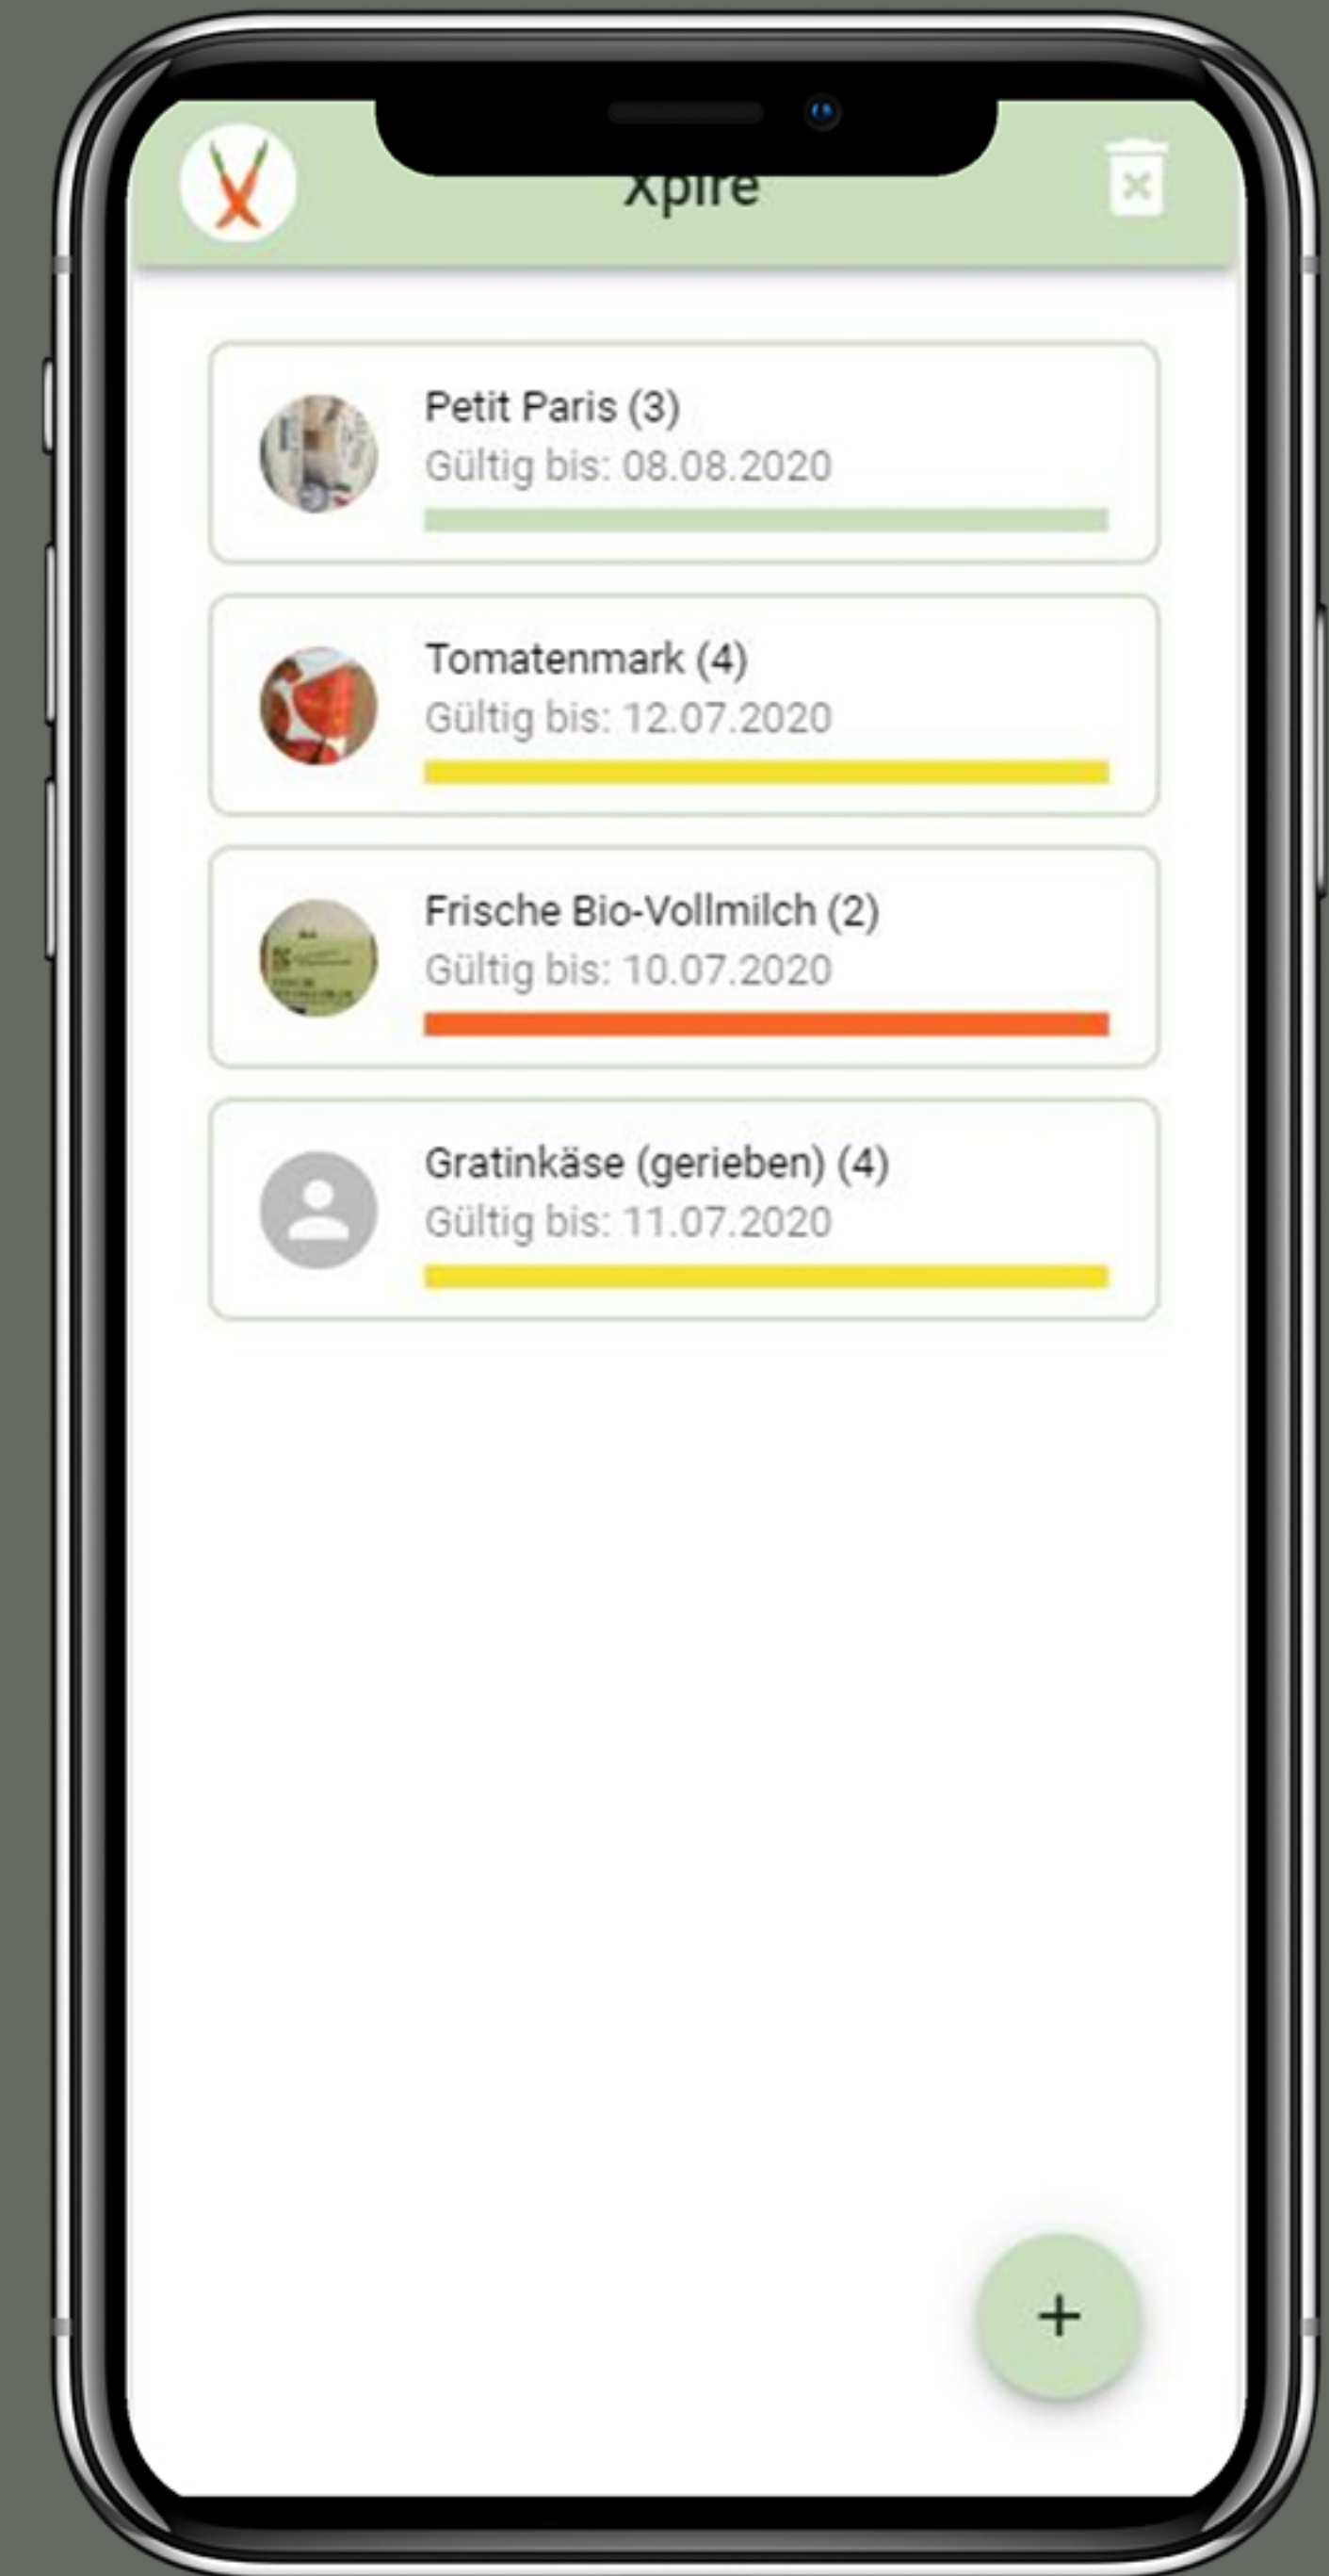 Xpire
Petit Paris (3)
Gültig bis: 08.08.2020
Tomatenmark (4)
Gültig bis: 12.07.2020
Frische Bio-Vollmilch (2)
Gültig bis: 10.07.2020
Gratinkäse (gerieben) (4)
Gültig bis: 11.07.2020
+